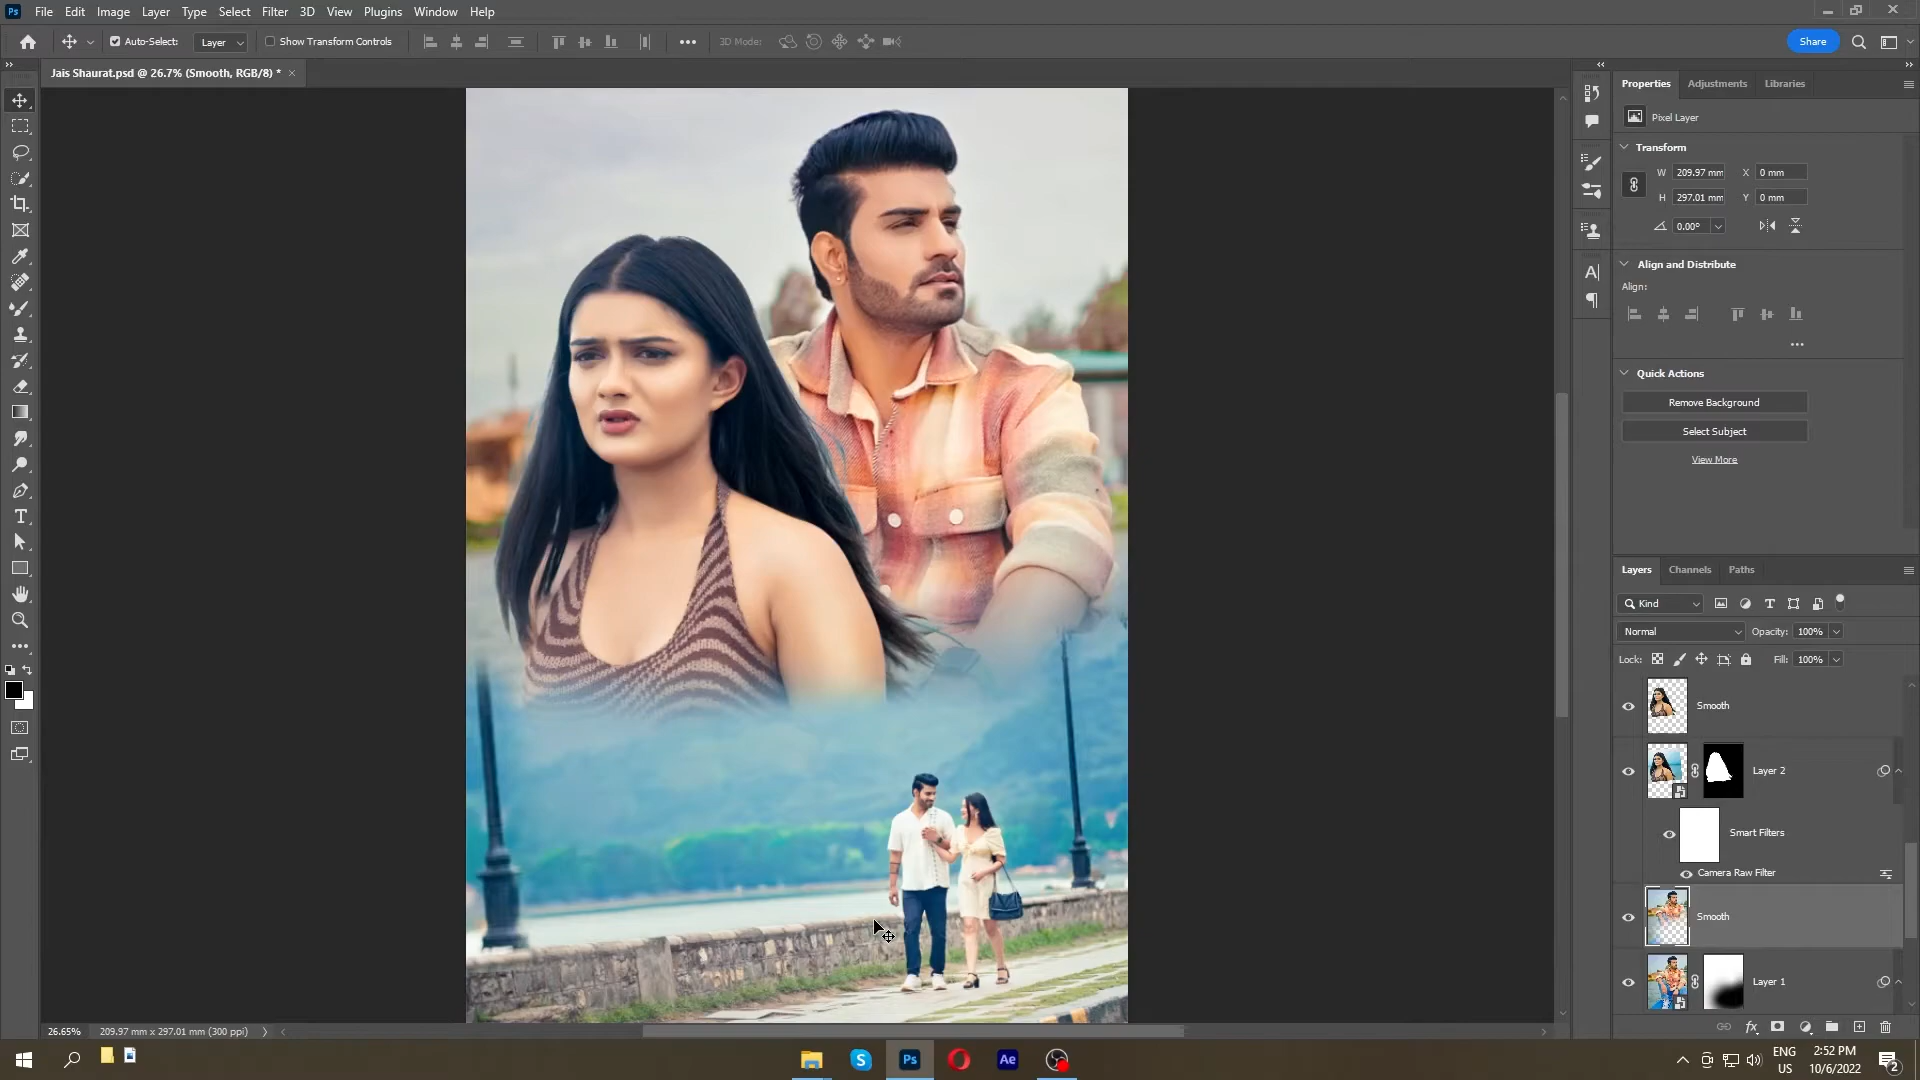 Ps File Edit Image Layer Type Select Filter 3D View Plugins Window Help
Auto-Select: Layer Show Transform Controls 3D Mode: Share
Jais Shaurat.psd @ 26.7% (Smooth, RGB/8) *
Properties Adjustments Libraries
Pixel Layer
Transform
W 209.97 mm X 0 mm
H 297.01 mm Y 0 mm
0.00°
Align and Distribute
Align:
Quick Actions
Remove Background
Select Subject
View More
Layers Channels Paths
Kind
Normal Opacity: 100%
Lock: Fill: 100%
Smooth
Layer 2
Smart Filters
Camera Raw Filter
Smooth
Layer 1
26.65% 209.97 mm x 297.01 mm (300 ppi)
Ps Ae
ENG 2:52 PM
US 10/6/2022 2